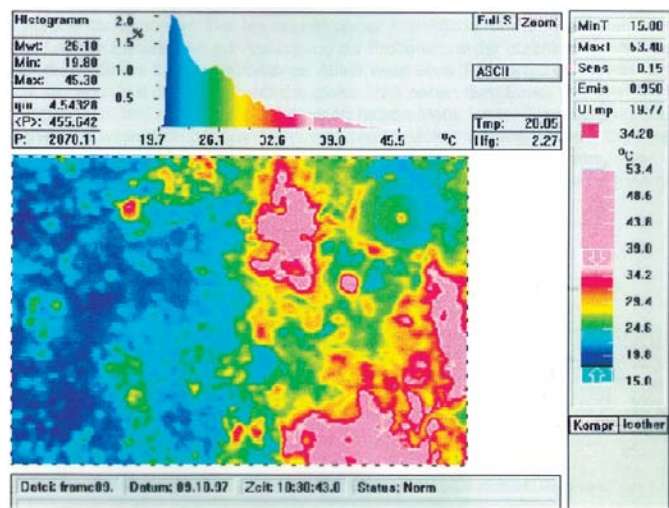 Histogramm
Mwt: 26.10
Min: 19.80
Max: 45.30
qm 4.54328
<P>: 455.642
P: 2070.11
2.0
%
1.5
1.0
0.5
19.7 26.1 32.6 39.0 45.5 °C
Full S Zoom
ASCII
Tmp: 20.05
Hfg: 2.27
MinT 15.00
MaxT 53.40
Sens 0.15
Emis 0.950
UTmp 19.77
34.20
°C
53.4
48.6
43.8
39.0
34.2
29.4
24.6
19.8
15.0
Kompr Isother
Datei: frame09. Datum: 09.10.97 Zeit: 10:30:43.0 Status: Norm